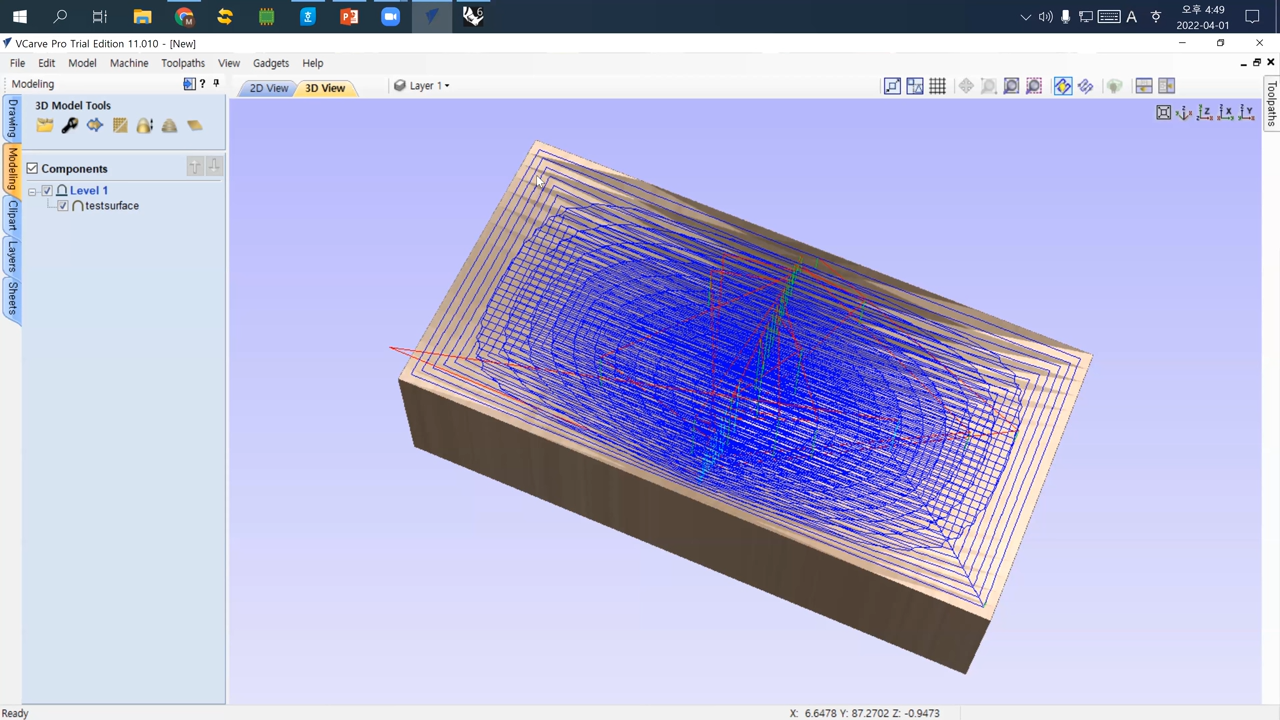 A 오후 4:49
2022-04-01
VCarve Pro Trial Edition 11.010 - [New]
File Edit Model Machine Toolpaths View Gadgets Help
Modeling
2D View 3D View Layer 1
3D Model Tools
Components
Level 1
testsurface
Drawing
Modeling
Clipart
Layers
Sheets
Toolpaths
Z X Y
Ready
X: 6.6478 Y: 87.2702 Z: -0.9473